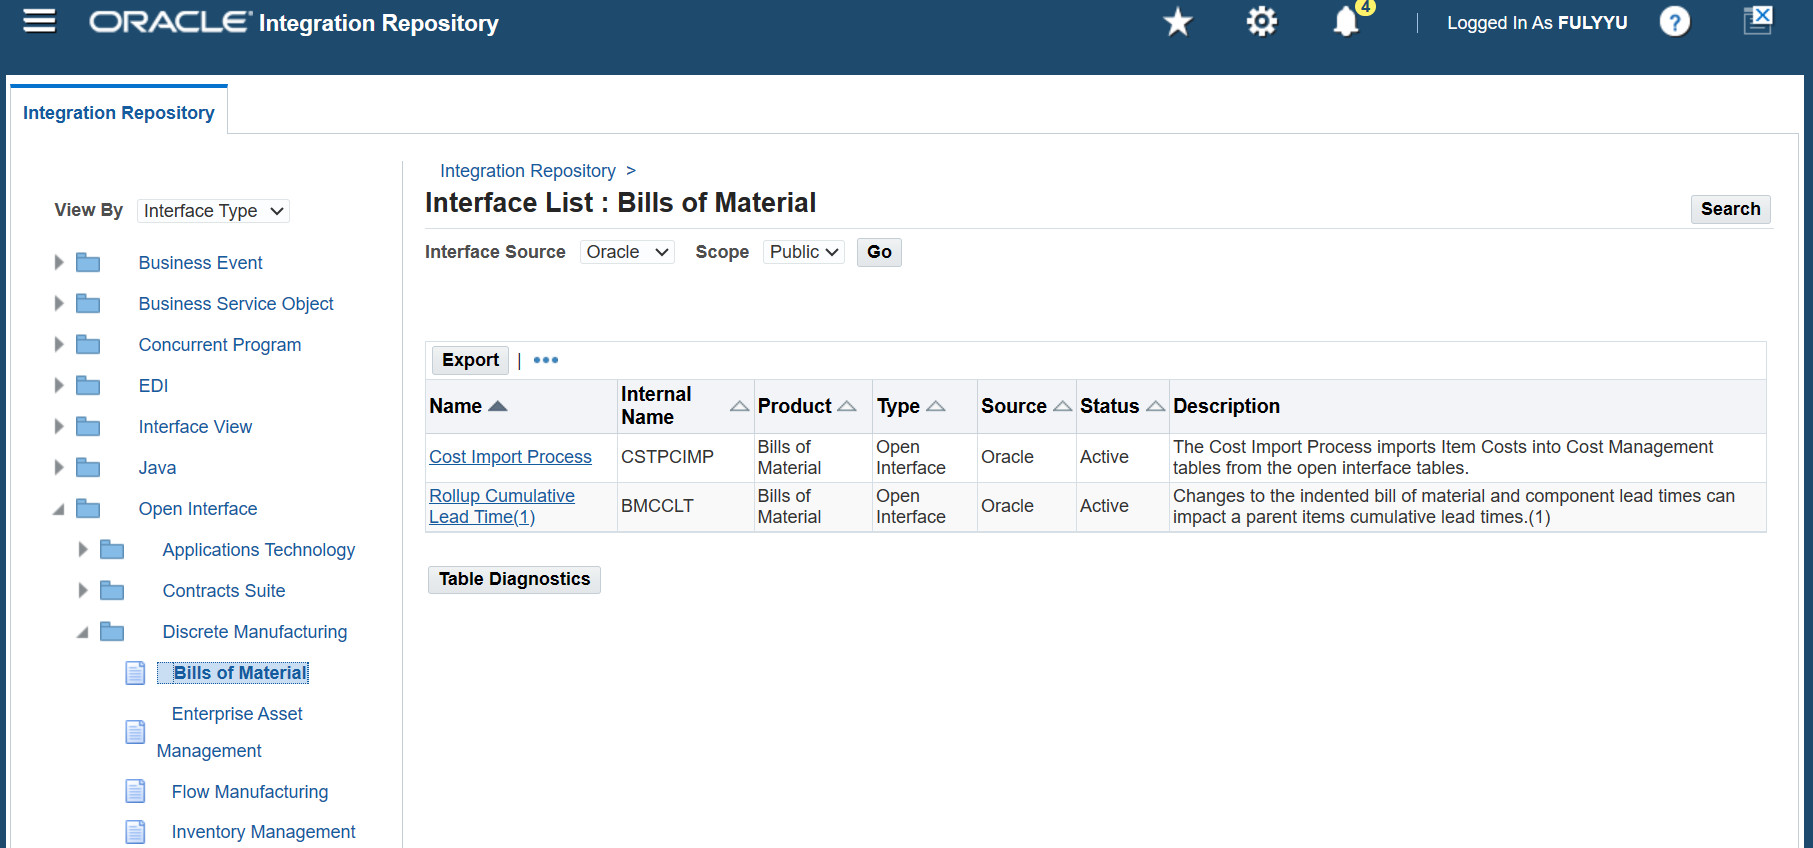 ORACLE Integration Repository
4
Logged In As FULYYU
?
Integration Repository
View By Interface Type
Business Event
Business Service Object
Concurrent Program
EDI
Interface View
Java
Open Interface
Applications Technology
Contracts Suite
Discrete Manufacturing
Bills of Material
Enterprise Asset
Management
Flow Manufacturing
Inventory Management
Integration Repository >
Interface List : Bills of Material
Search
Interface Source Oracle Scope Public Go
Export | •••
Name Internal Name Product Type Source Status Description
Cost Import Process CSTPCIMP Bills of Material Open Interface Oracle Active The Cost Import Process imports Item Costs into Cost Management
tables from the open interface tables.
Rollup Cumulative Lead Time(1) BMCCLT Bills of Material Open Interface Oracle Active Changes to the indented bill of material and component lead times can
impact a parent items cumulative lead times.(1)
Table Diagnostics